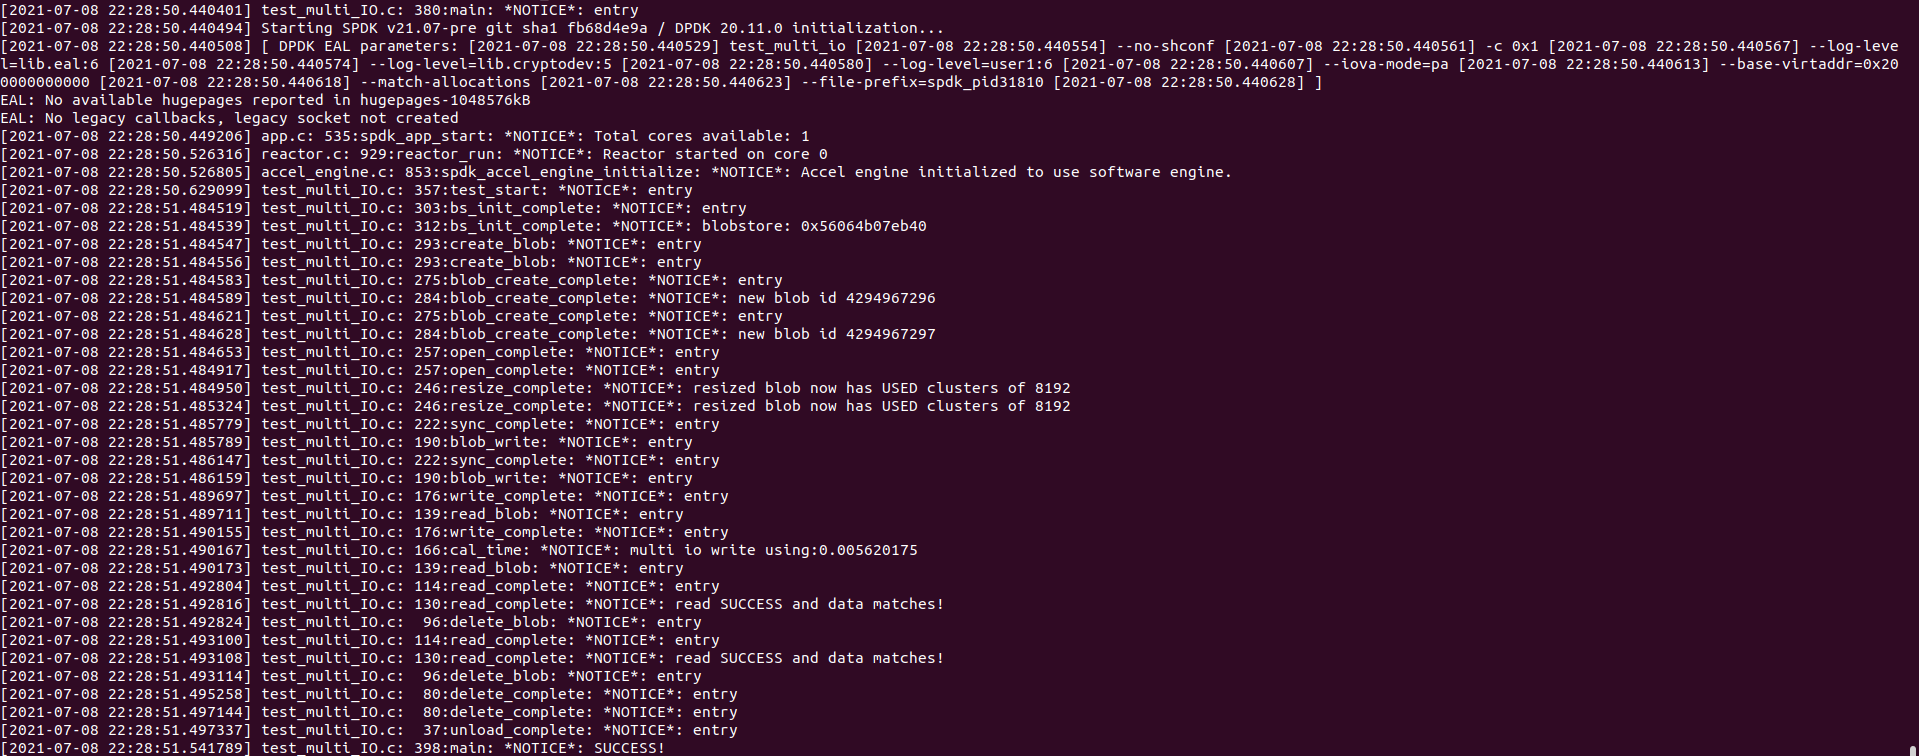 [2021-07-08 22:28:50.440401] test_multi_IO.c: 380:main: *NOTICE*: entry
[2021-07-08 22:28:50.440494] Starting SPDK v21.07-pre git sha1 fb68d4e9a / DPDK 20.11.0 initialization...
[2021-07-08 22:28:50.440508] [ DPDK EAL parameters: [2021-07-08 22:28:50.440529] test_multi_io [2021-07-08 22:28:50.440554] --no-shconf [2021-07-08 22:28:50.440561] -c 0x1 [2021-07-08 22:28:50.440567] --log-leve
l=lib.eal:6 [2021-07-08 22:28:50.440574] --log-level=lib.cryptodev:5 [2021-07-08 22:28:50.440580] --log-level=user1:6 [2021-07-08 22:28:50.440607] --iova-mode=pa [2021-07-08 22:28:50.440613] --base-virtaddr=0x20
0000000000 [2021-07-08 22:28:50.440618] --match-allocations [2021-07-08 22:28:50.440623] --file-prefix=spdk_pid31810 [2021-07-08 22:28:50.440628] ]
EAL: No available hugepages reported in hugepages-1048576kB
EAL: No legacy callbacks, legacy socket not created
[2021-07-08 22:28:50.449206] app.c: 535:spdk_app_start: *NOTICE*: Total cores available: 1
[2021-07-08 22:28:50.526316] reactor.c: 929:reactor_run: *NOTICE*: Reactor started on core 0
[2021-07-08 22:28:50.526805] accel_engine.c: 853:spdk_accel_engine_initialize: *NOTICE*: Accel engine initialized to use software engine.
[2021-07-08 22:28:50.629099] test_multi_IO.c: 357:test_start: *NOTICE*: entry
[2021-07-08 22:28:51.484519] test_multi_IO.c: 303:bs_init_complete: *NOTICE*: entry
[2021-07-08 22:28:51.484539] test_multi_IO.c: 312:bs_init_complete: *NOTICE*: blobstore: 0x56064b07eb40
[2021-07-08 22:28:51.484547] test_multi_IO.c: 293:create_blob: *NOTICE*: entry
[2021-07-08 22:28:51.484556] test_multi_IO.c: 293:create_blob: *NOTICE*: entry
[2021-07-08 22:28:51.484583] test_multi_IO.c: 275:blob_create_complete: *NOTICE*: entry
[2021-07-08 22:28:51.484589] test_multi_IO.c: 284:blob_create_complete: *NOTICE*: new blob id 4294967296
[2021-07-08 22:28:51.484621] test_multi_IO.c: 275:blob_create_complete: *NOTICE*: entry
[2021-07-08 22:28:51.484628] test_multi_IO.c: 284:blob_create_complete: *NOTICE*: new blob id 4294967297
[2021-07-08 22:28:51.484653] test_multi_IO.c: 257:open_complete: *NOTICE*: entry
[2021-07-08 22:28:51.484917] test_multi_IO.c: 257:open_complete: *NOTICE*: entry
[2021-07-08 22:28:51.484950] test_multi_IO.c: 246:resize_complete: *NOTICE*: resized blob now has USED clusters of 8192
[2021-07-08 22:28:51.485324] test_multi_IO.c: 246:resize_complete: *NOTICE*: resized blob now has USED clusters of 8192
[2021-07-08 22:28:51.485779] test_multi_IO.c: 222:sync_complete: *NOTICE*: entry
[2021-07-08 22:28:51.485789] test_multi_IO.c: 190:blob_write: *NOTICE*: entry
[2021-07-08 22:28:51.486147] test_multi_IO.c: 222:sync_complete: *NOTICE*: entry
[2021-07-08 22:28:51.486159] test_multi_IO.c: 190:blob_write: *NOTICE*: entry
[2021-07-08 22:28:51.489697] test_multi_IO.c: 176:write_complete: *NOTICE*: entry
[2021-07-08 22:28:51.489711] test_multi_IO.c: 139:read_blob: *NOTICE*: entry
[2021-07-08 22:28:51.490155] test_multi_IO.c: 176:write_complete: *NOTICE*: entry
[2021-07-08 22:28:51.490167] test_multi_IO.c: 166:cal_time: *NOTICE*: multi io write using:0.005620175
[2021-07-08 22:28:51.490173] test_multi_IO.c: 139:read_blob: *NOTICE*: entry
[2021-07-08 22:28:51.492804] test_multi_IO.c: 114:read_complete: *NOTICE*: entry
[2021-07-08 22:28:51.492816] test_multi_IO.c: 130:read_complete: *NOTICE*: read SUCCESS and data matches!
[2021-07-08 22:28:51.492824] test_multi_IO.c:  96:delete_blob: *NOTICE*: entry
[2021-07-08 22:28:51.493100] test_multi_IO.c: 114:read_complete: *NOTICE*: entry
[2021-07-08 22:28:51.493108] test_multi_IO.c: 130:read_complete: *NOTICE*: read SUCCESS and data matches!
[2021-07-08 22:28:51.493114] test_multi_IO.c:  96:delete_blob: *NOTICE*: entry
[2021-07-08 22:28:51.495258] test_multi_IO.c:  80:delete_complete: *NOTICE*: entry
[2021-07-08 22:28:51.497144] test_multi_IO.c:  80:delete_complete: *NOTICE*: entry
[2021-07-08 22:28:51.497337] test_multi_IO.c:  37:unload_complete: *NOTICE*: entry
[2021-07-08 22:28:51.541789] test_multi_IO.c: 398:main: *NOTICE*: SUCCESS!